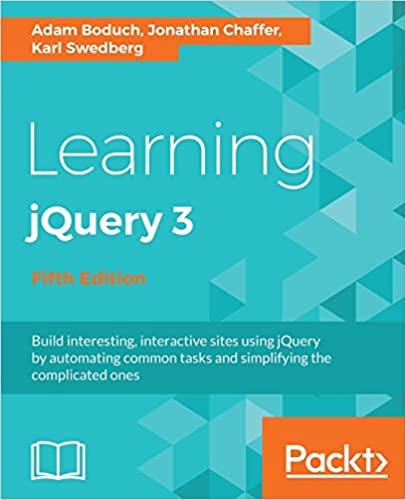 Adam Boduch, Jonathan Chaffer,
Karl Swedberg
Learning
jQuery 3
Fifth Edition
Build interesting, interactive sites using jQuery
by automating common tasks and simplifying the
complicated ones
Packt>